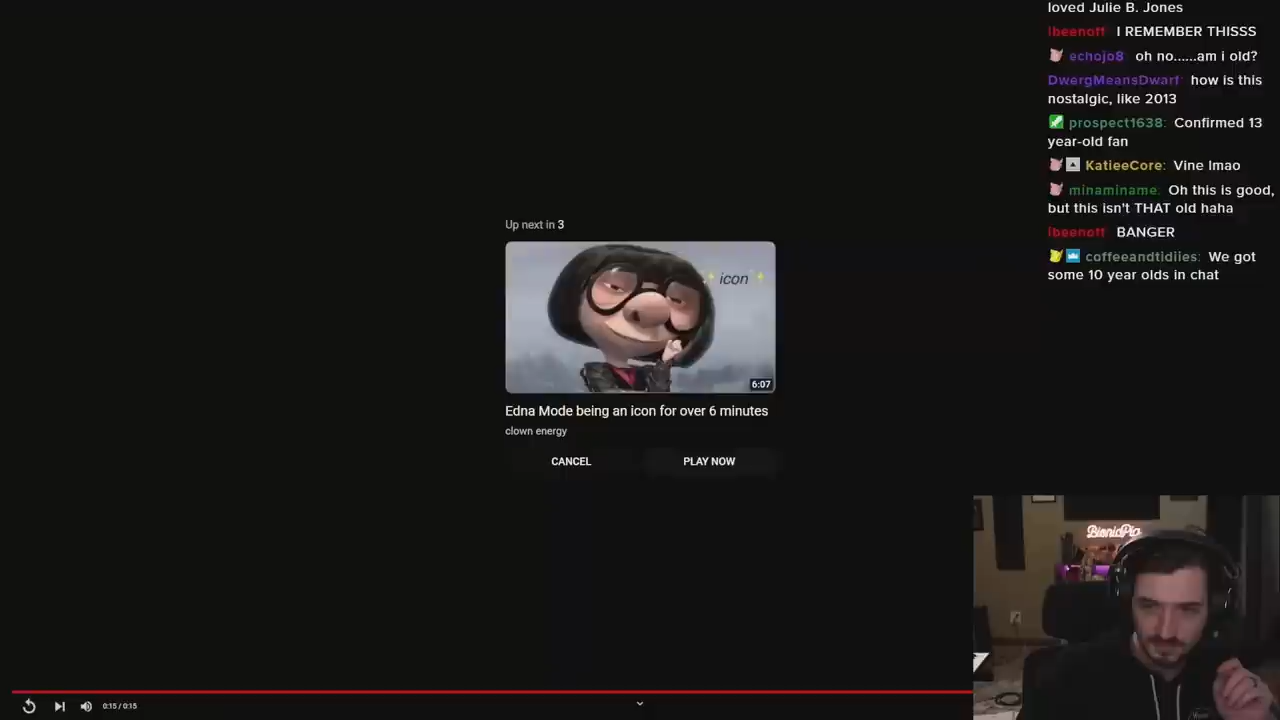 loved Julie B. Jones
ibeenoff I REMEMBER THISSS
echojo8 oh no......am i old?
DwergMeansDwarf how is this
nostalgic, like 2013
prospect1638: Confirmed 13
year-old fan
KatieeCore: Vine lmao
minaminame: Oh this is good,
but this isn't THAT old haha
ibeenoff BANGER
coffeeandtidiies: We got
some 10 year olds in chat
Up next in 3
icon
6:07
Edna Mode being an icon for over 6 minutes
clown energy
CANCEL PLAY NOW
BionicPig
0:15 / 0:15